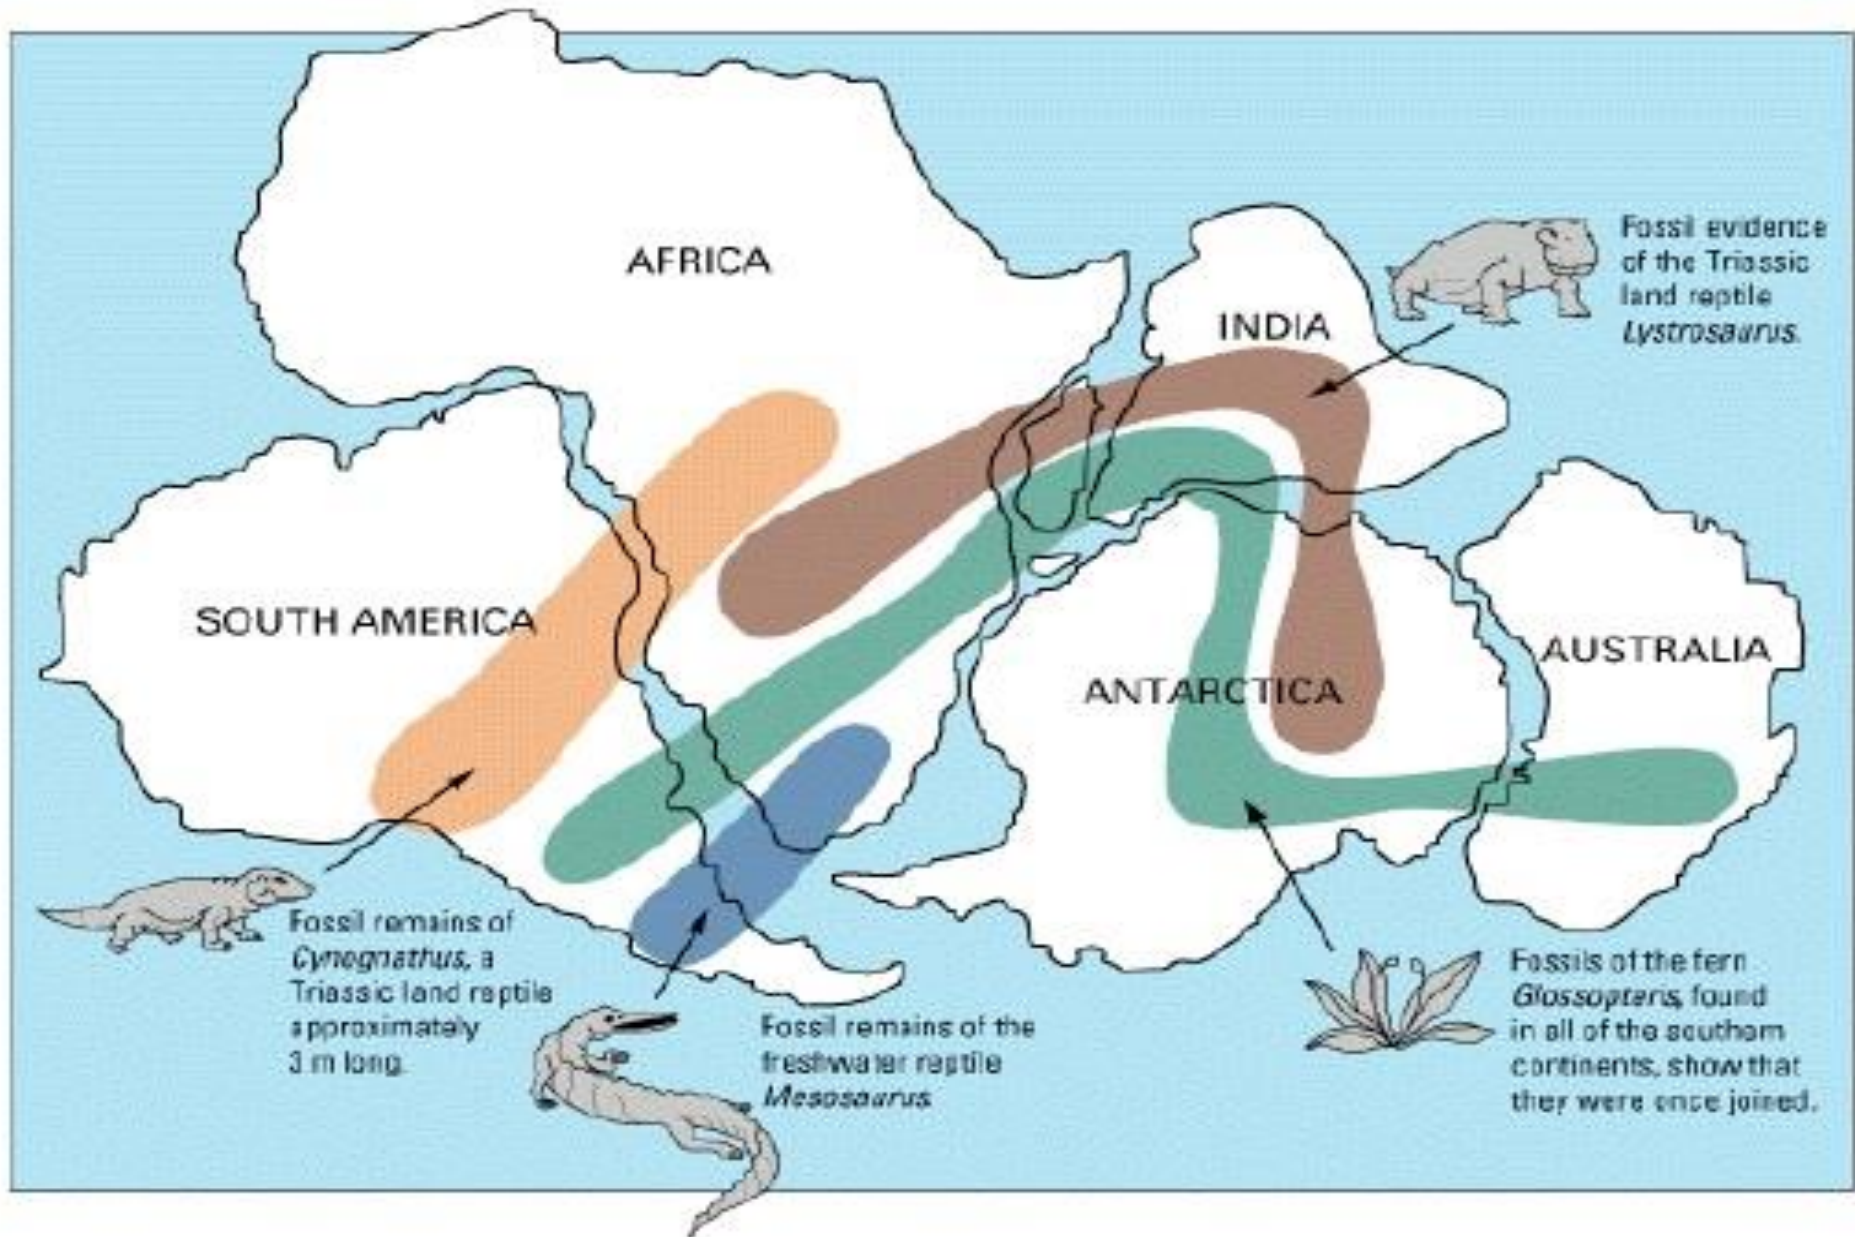 AFRICA
INDIA
Fossil evidence
of the Triassic
land reptile
Lystrosaurus.
SOUTH AMERICA
AUSTRALIA
ANTARCTICA
Fossil remains of
Cynognathus, a
Triassic land reptile
approximately
3 m long.
Fossil remains of the
freshwater reptile
Mesosaurus
Fossils of the fern
Glossopteris, found
in all of the southern
continents, show that
they were once joined.